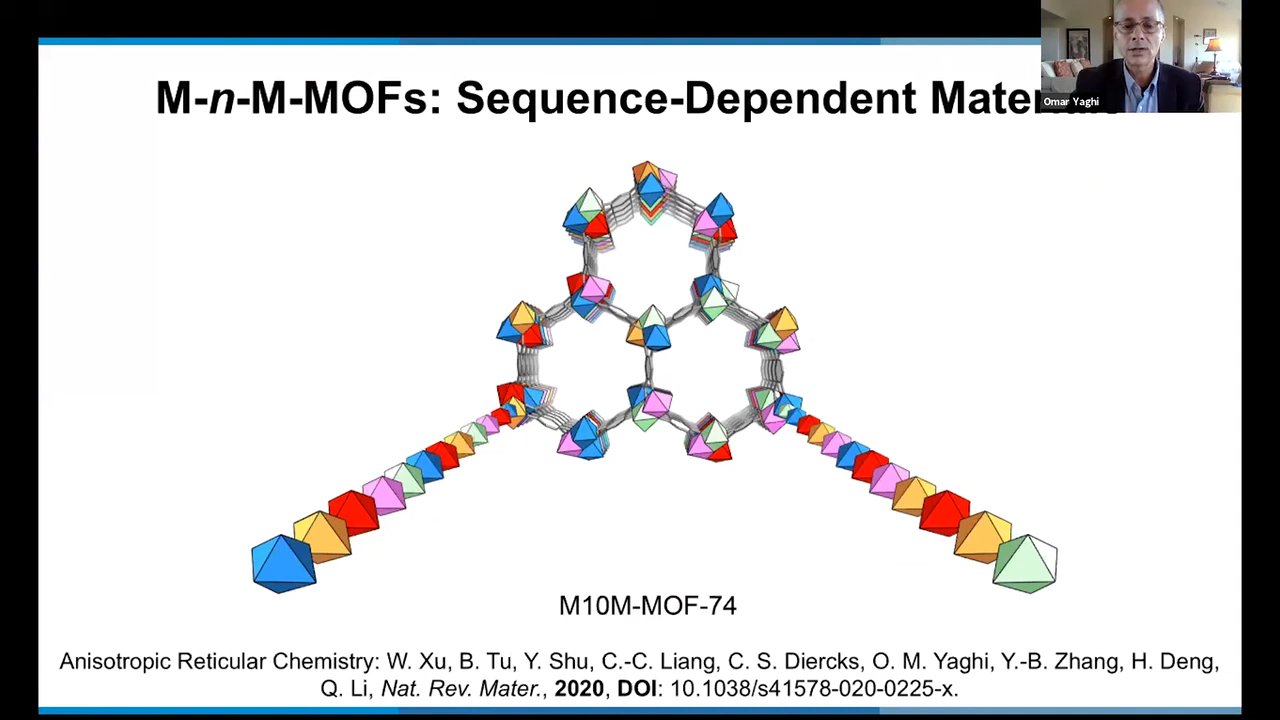 Omar Yaghi
M-n-M-MOFs: Sequence-Dependent
M10M-MOF-74
Anisotropic Reticular Chemistry: W. Xu, B. Tu, Y. Shu, C.-C. Liang, C. S. Diercks, O. M. Yaghi, Y.-B. Zhang, H. Deng,
Q. Li, Nat. Rev. Mater., 2020, DOI: 10.1038/s41578-020-0225-x.